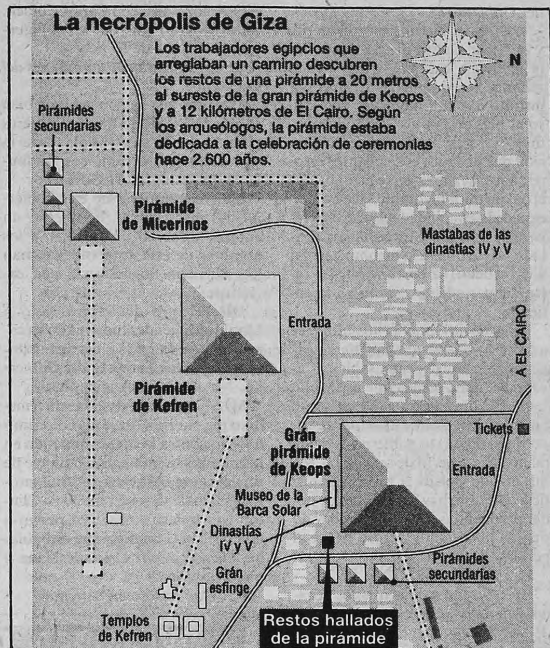 La necrópolis de Giza
Los trabajadores egipcios que
arreglaban un camino descubren
los restos de una pirámide a 20 metros
al sureste de la gran pirámide de Keops
y a 12 kilómetros de El Cairo. Según
los arqueólogos, la pirámide estaba
dedicada a la celebración de ceremonias
hace 2.600 años.
N
Pirámides
secundarias
Pirámide
de Micerinos
Mastabas de las
dinastías IV y V
Entrada
A EL CAIRO
Pirámide
de Kefren
Tickets
Grán
pirámide
de Keops
Entrada
Museo de la
Barca Solar
Dinastías
IV y V
Pirámides
secundarias
Grán
esfinge
Templos
de Kefren
Restos hallados
de la pirámide